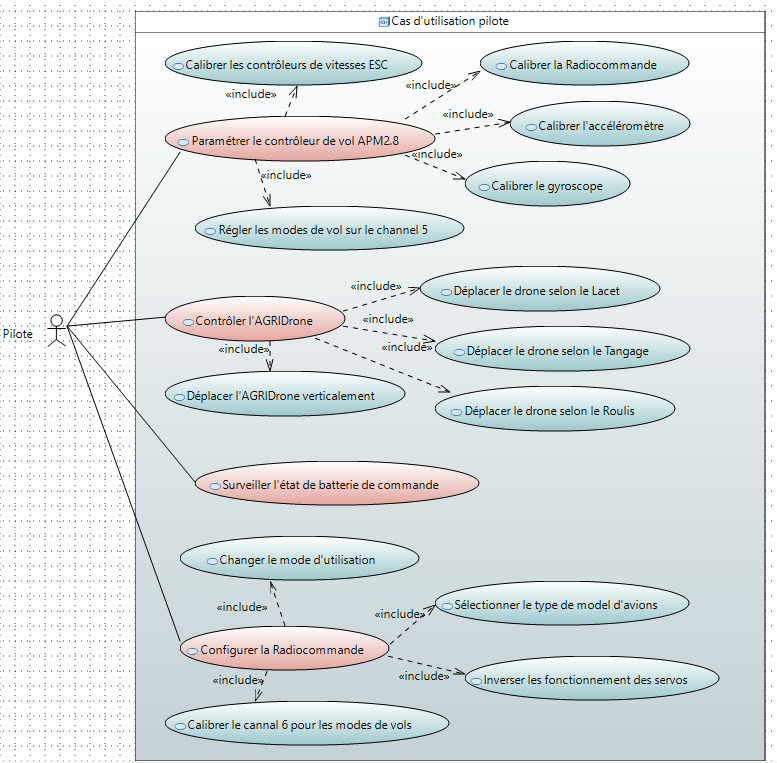 Cas d'utilisation pilote
Calibrer les contrôleurs de vitesses ESC
Calibrer la Radiocommande
«include»
«include»
«include»
Calibrer l'accéléromètre
Paramétrer le contrôleur de vol APM2.8
«include»
«include»
Calibrer le gyroscope
Régler les modes de vol sur le channel 5
«include»
Déplacer le drone selon le Lacet
Contrôler l'AGRIDrone
«include»
Pilote
«include»
«include»
Déplacer le drone selon le Tangage
Déplacer l'AGRIDrone verticalement
Déplacer le drone selon le Roulis
Surveiller l'état de batterie de commande
Changer le mode d'utilisation
«include»
«include»
Sélectionner le type de model d'avions
Configurer la Radiocommande
«include»
«include»
Inverser les fonctionnement des servos
Calibrer le cannal 6 pour les modes de vols